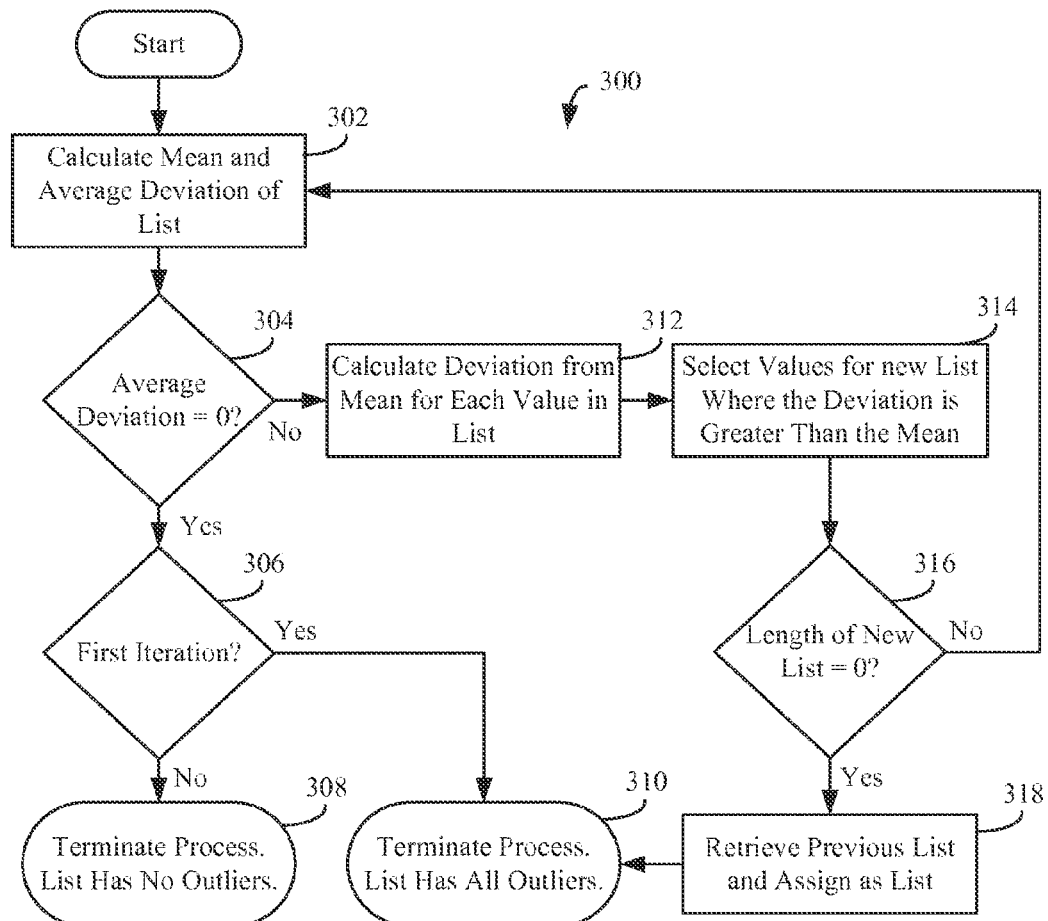 Start
300
302
Calculate Mean and
Average Deviation of
List
304
Average
Deviation = 0?
No
312
Calculate Deviation from
Mean for Each Value in
List
314
Select Values for new List
Where the Deviation is
Greater Than the Mean
Yes
306
First Iteration?
Yes
316
Length of New
List = 0?
No
No
308
Terminate Process.
List Has No Outliers.
310
Terminate Process.
List Has All Outliers.
Yes
318
Retrieve Previous List
and Assign as List